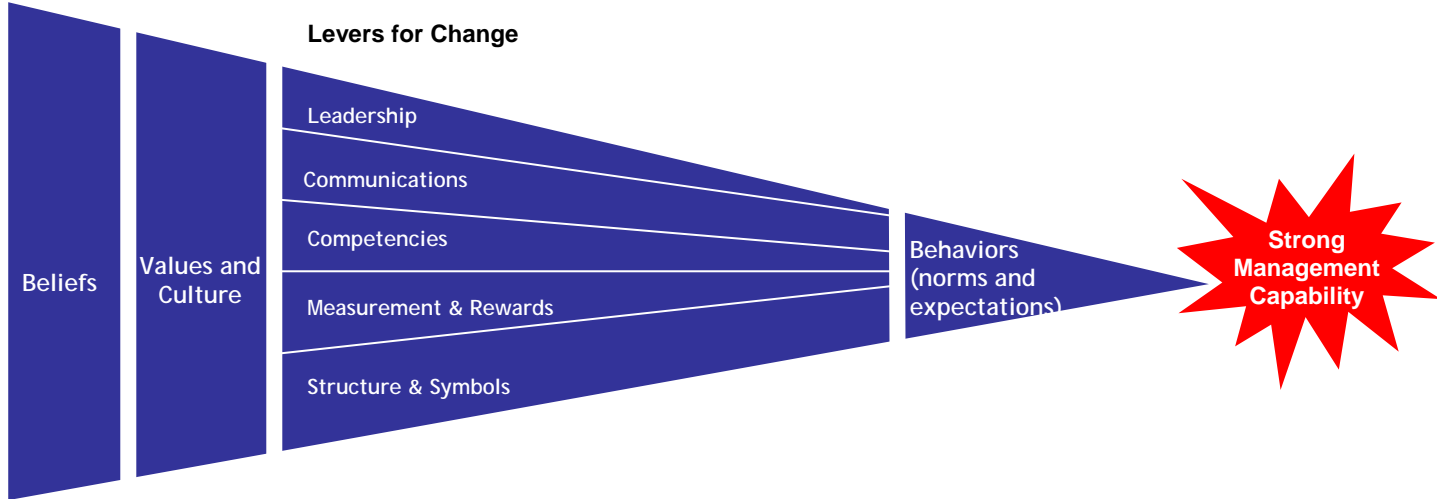 Levers for Change
Beliefs
Values and
Culture
Leadership
Communications
Competencies
Measurement & Rewards
Structure & Symbols
Behaviors
(norms and
expectations)
Strong
Management
Capability